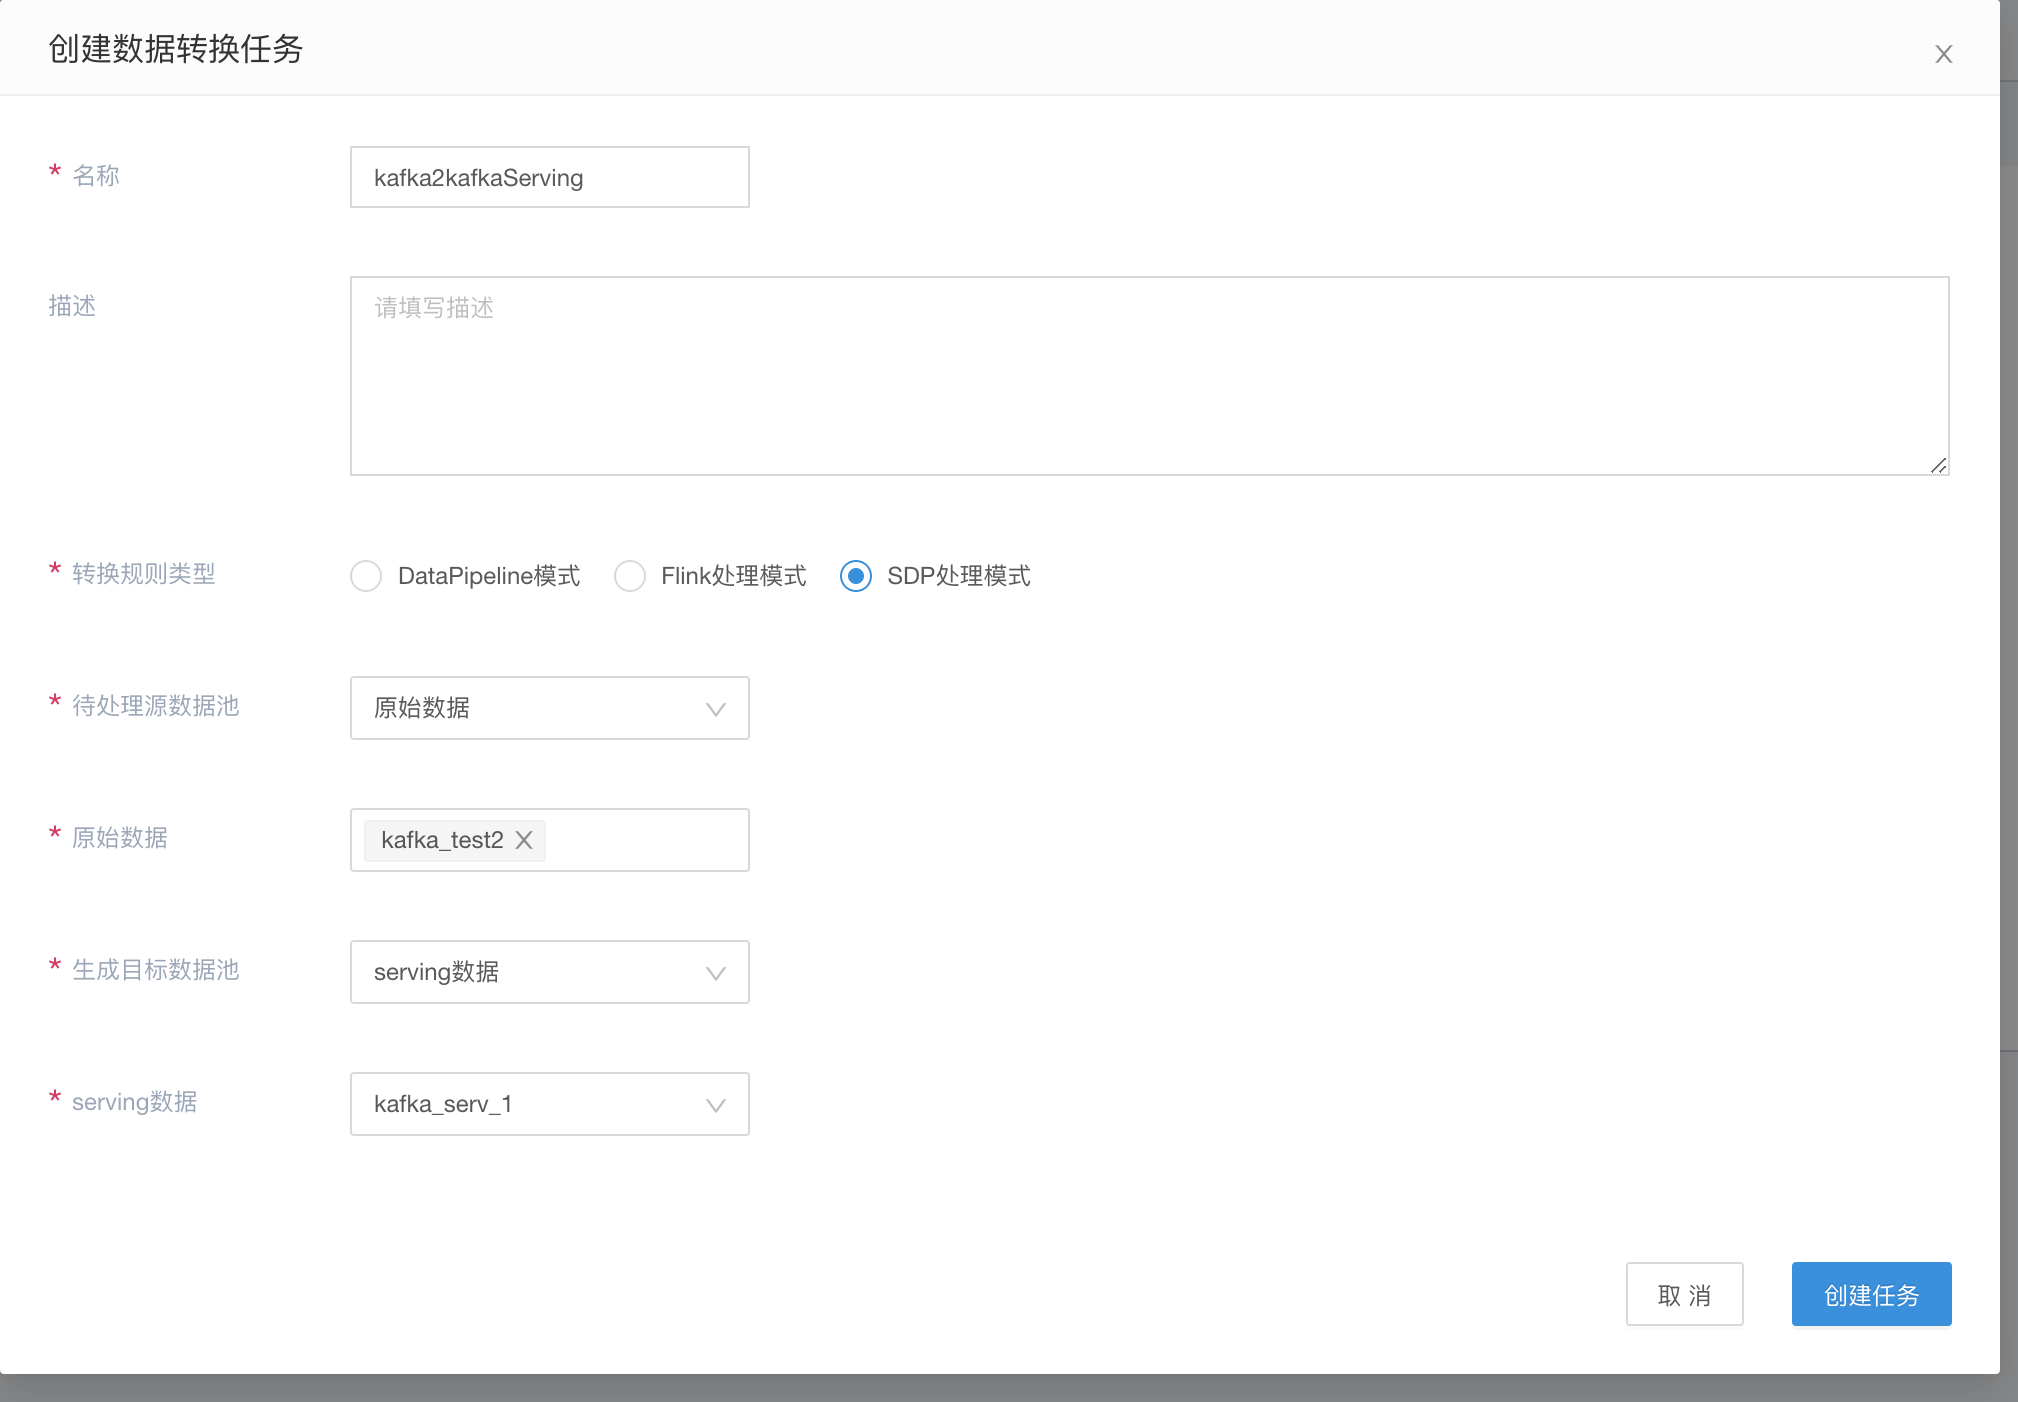 创建数据转换任务
* 名称
kafka2kafkaServing
描述
请填写描述
* 转换规则类型
DataPipeline模式 Flink处理模式 SDP处理模式
* 待处理源数据池
原始数据
* 原始数据
kafka_test2
* 生成目标数据池
serving数据
* serving数据
kafka_serv_1
取 消 创建任务